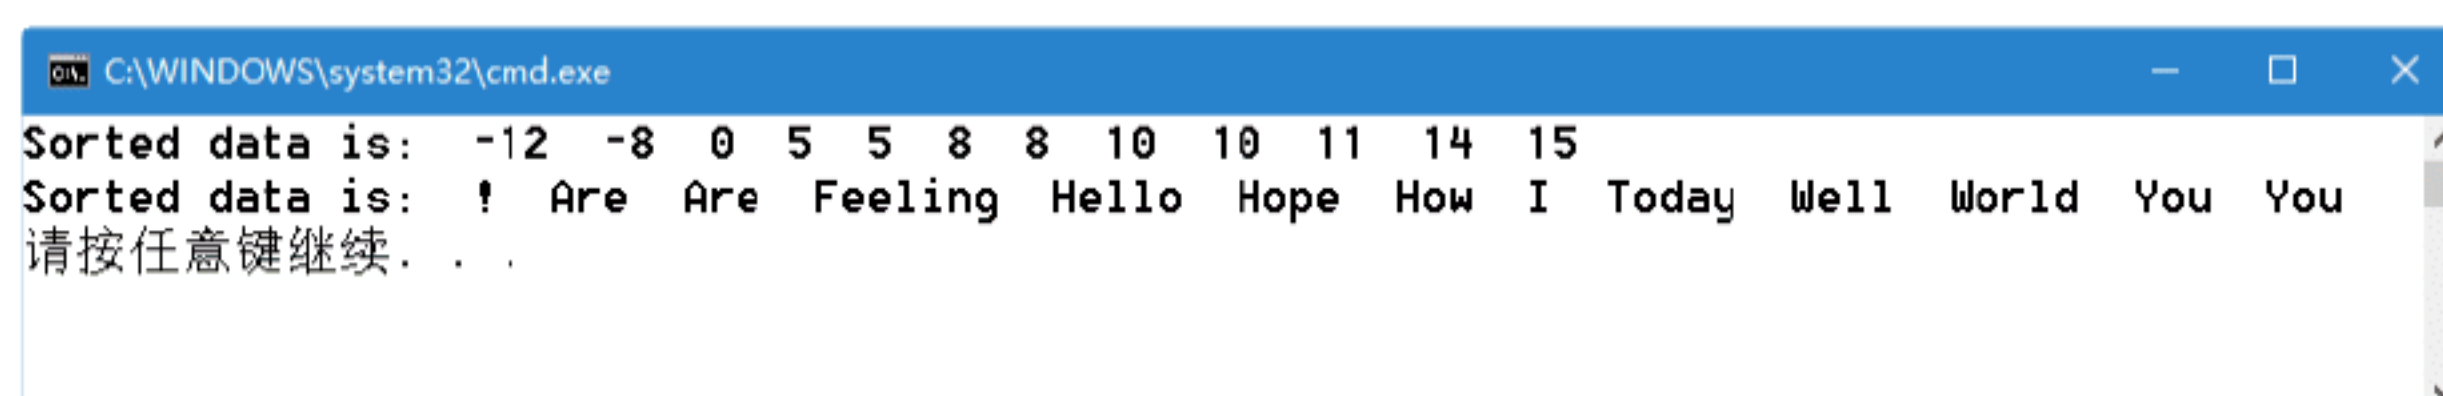 C:\WINDOWS\system32\cmd.exe
Sorted data is:  -12  -8  0  5  5  8  8  10  10  11  14  15
Sorted data is:  !  Are  Are  Feeling  Hello  Hope  How  I  Today  Well  World  You  You
请按任意键继续. . .